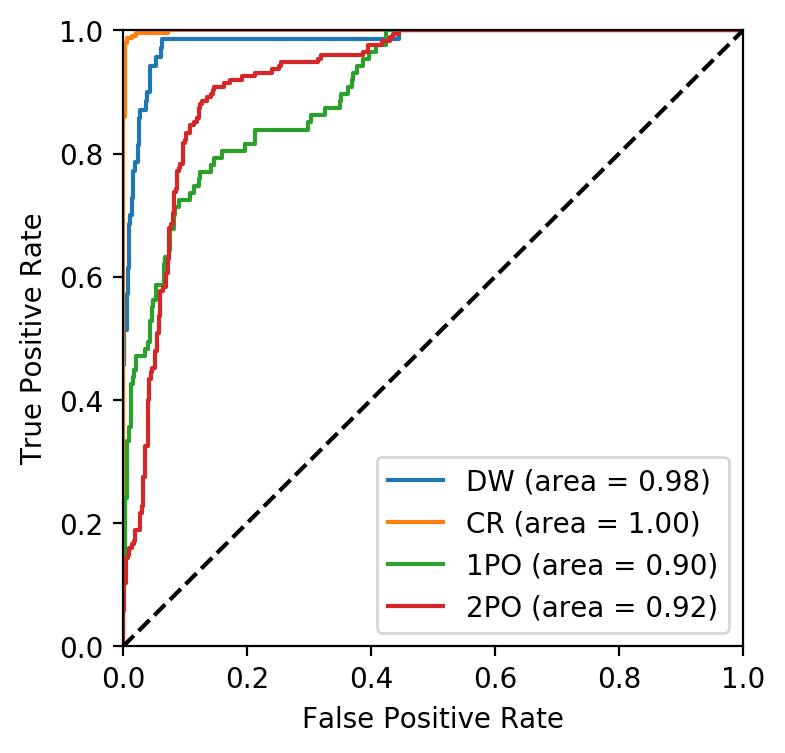 1.0
0.8
0.6
0.4
0.2
0.0
True Positive Rate
DW (area = 0.98)
CR (area = 1.00)
1PO (area = 0.90)
2PO (area = 0.92)
0.0 0.2 0.4 0.6 0.8 1.0
False Positive Rate